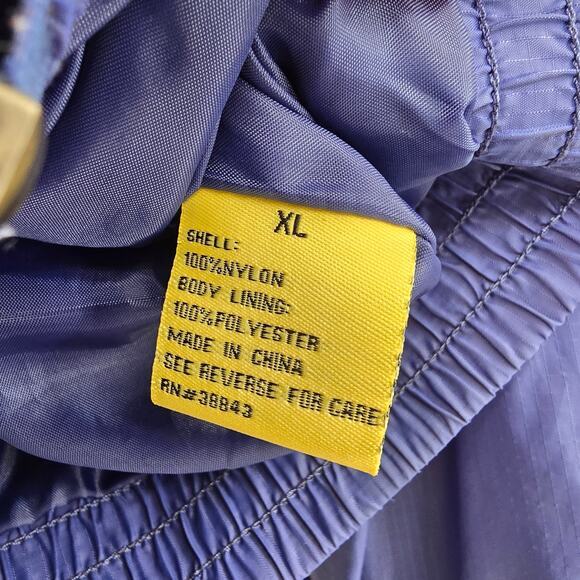 XL
SHELL:
100%NYLON
BODY LINING:
100%POLYESTER
MADE IN CHINA
SEE REVERSE FOR CARE
RN#38843